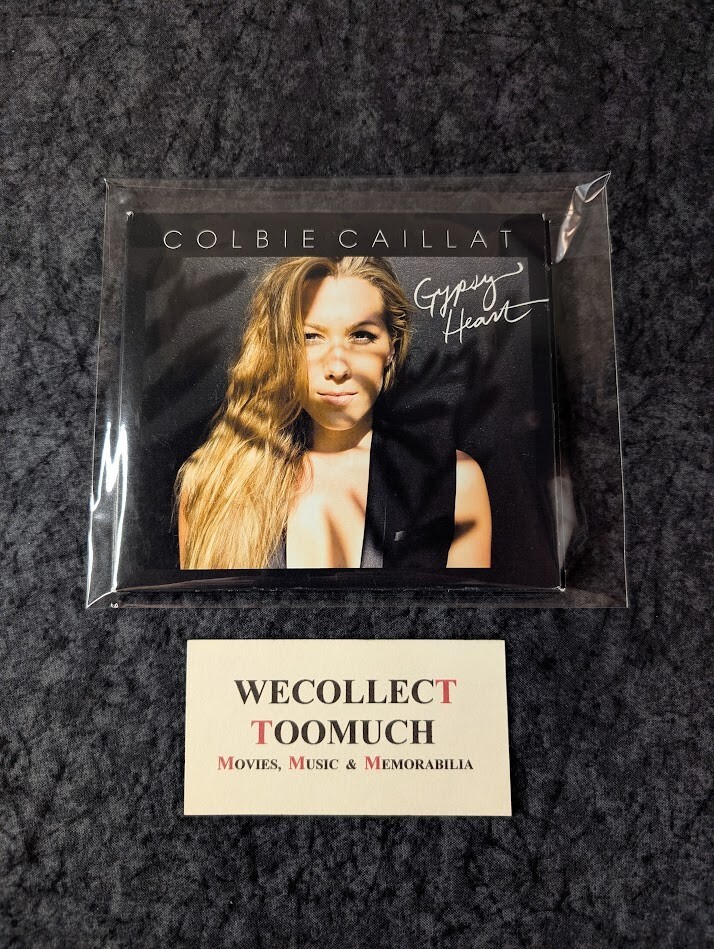 COLBIE CAILLAT
Gypsy
Heart
WECOLLECT
TOOMUCH
MOVIES, MUSIC & MEMORABILIA